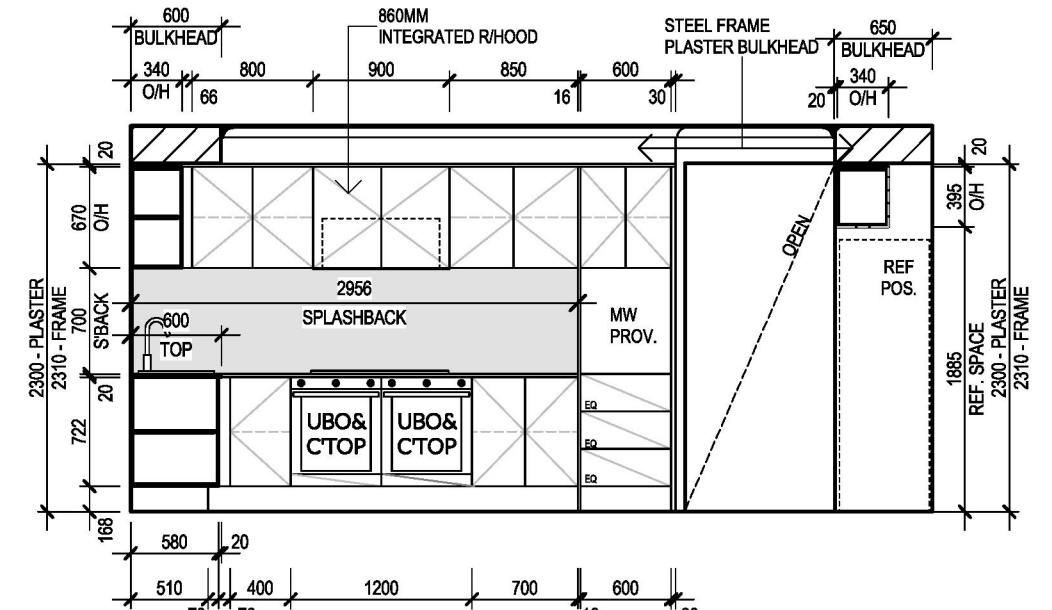 600
BULKHEAD
860MM
INTEGRATED R/HOOD
STEEL FRAME
PLASTER BULKHEAD
650
BULKHEAD
340
O/H
66
800
900
850
16
600
30
20
340
O/H
20
670
O/H
2300 - PLASTER
2310 - FRAME
700
S'BACK
20
722
168
2956
SPLASHBACK
600
TOP
MW
PROV.
OPEN
REF
POS.
UBO&
C'TOP
UBO&
C'TOP
EQ
EQ
EQ
20
395
O/H
1885
REF. SPACE
2300 - PLASTER
2310 - FRAME
580
20
510
400
1200
700
600